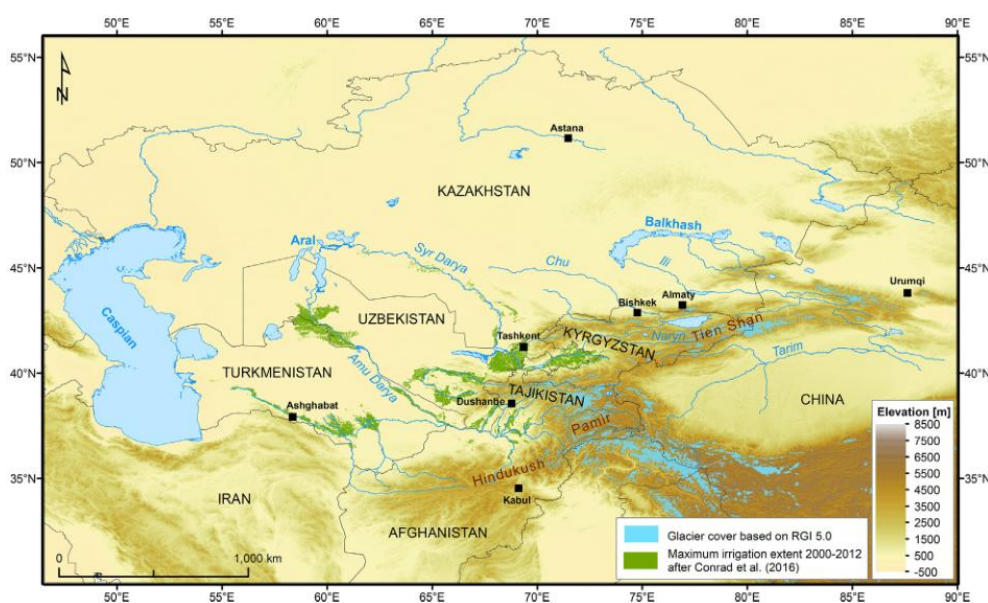 50°E 55°E 60°E 65°E 70°E 75°E 80°E 85°E 90°E
55°N 55°N
N
Astana
50°N 50°N
KAZAKHSTAN
Aral
Syr Darya
Balkhash
45°N 45°N
Chu
Ili
Urumqi
Almaty
Bishkek
Caspian
UZBEKISTAN
Tashkent
KYRGYZSTAN
Naryn
Tien Shan
Tarim
40°N 40°N
TURKMENISTAN
Amu Darya
Dushanbe
TAJIKISTAN
CHINA
Ashghabat
Pamir
35°N 35°N
Hindukush
Kabul
IRAN
AFGHANISTAN
Elevation [m]
8500
7500
6500
5500
4500
3500
2500
1500
500
-500
Glacier cover based on RGI 5.0
Maximum irrigation extent 2000-2012
after Conrad et al. (2016)
0 1,000 km
50°E 55°E 60°E 65°E 70°E 75°E 80°E 85°E 90°E